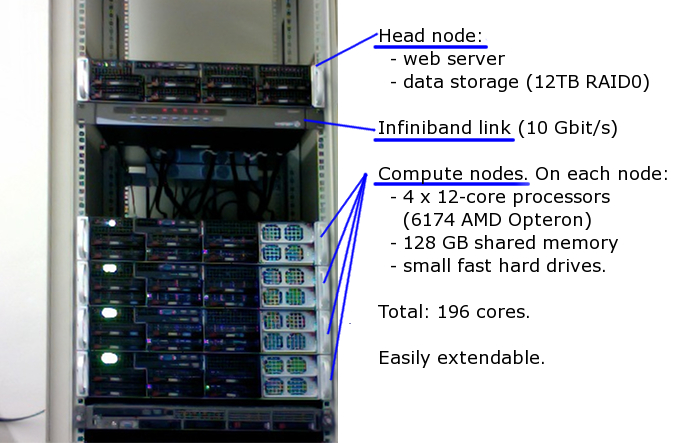 Head node:
- web server
- data storage (12TB RAID0)
Infiniband link (10 Gbit/s)
Compute nodes. On each node:
- 4 x 12-core processors
(6174 AMD Opteron)
- 128 GB shared memory
- small fast hard drives.
Total: 196 cores.
Easily extendable.